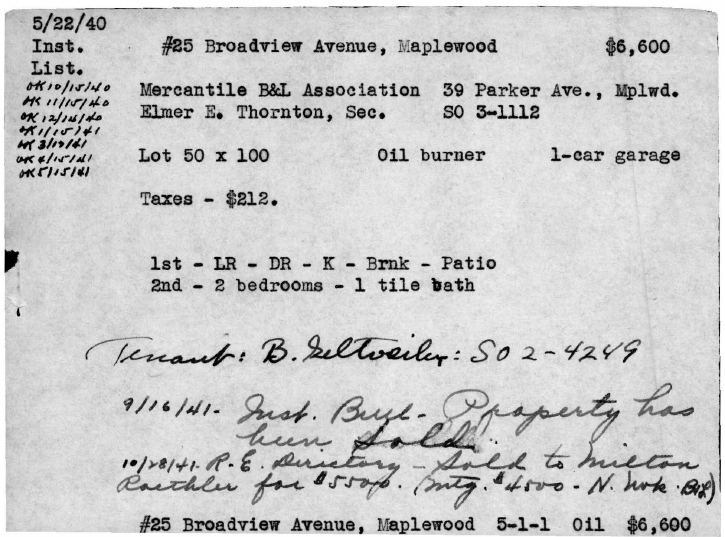 5/22/40
Inst. #25 Broadview Avenue, Maplewood $6,600
List.
OK 10/15/40
OK 11/15/40
OK 12/16/40
OK 1/15/41
OK 3/19/41
OK 4/15/41
OK 5/15/41
Mercantile B&L Association 39 Parker Ave., Mplwd.
Elmer E. Thornton, Sec. SO 3-1112
Lot 50 x 100 Oil burner 1-car garage
Taxes - $212.
1st - LR - DR - K - Brnk - Patio
2nd - 2 bedrooms - 1 tile bath
Tenant: B. : SO 2-4249
9/16/41- Inst. Bul- Property has
been Sold
10/28/41- R.E. Directory - Sold to Milton
for $5500. (Mtg. $4500 - N.
#25 Broadview Avenue, Maplewood 5-1-1 Oil $6,600